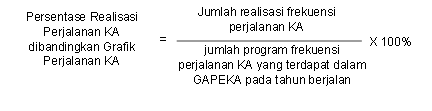 Persentase Realisasi
Perjalanan KA
dibandingkan Grafik
Perjalanan KA
=
Jumlah realisasi frekuensi
perjalanan KA
jumlah program frekuensi
perjalanan KA yang terdapat dalam
GAPEKA pada tahun berjalan
X 100%